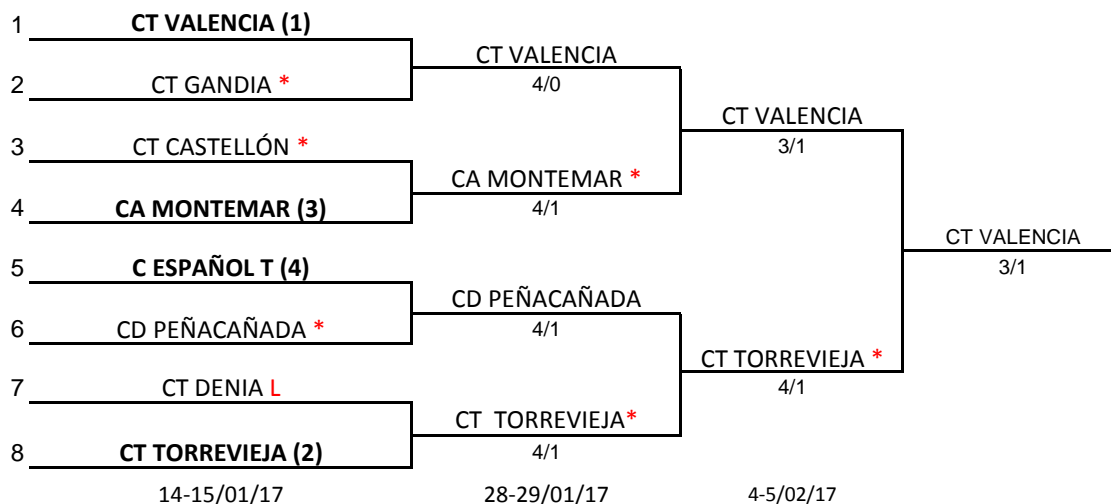 1 CT VALENCIA (1)
CT VALENCIA
4/0
2 CT GANDIA *
CT VALENCIA
3/1
3 CT CASTELLÓN *
CA MONTEMAR *
4/1
4 CA MONTEMAR (3)
CT VALENCIA
3/1
5 C ESPAÑOL T (4)
CD PEÑACAÑADA
4/1
6 CD PEÑACAÑADA *
CT TORREVIEJA *
4/1
7 CT DENIA L
CT TORREVIEJA*
4/1
8 CT TORREVIEJA (2)
14-15/01/17 28-29/01/17 4-5/02/17